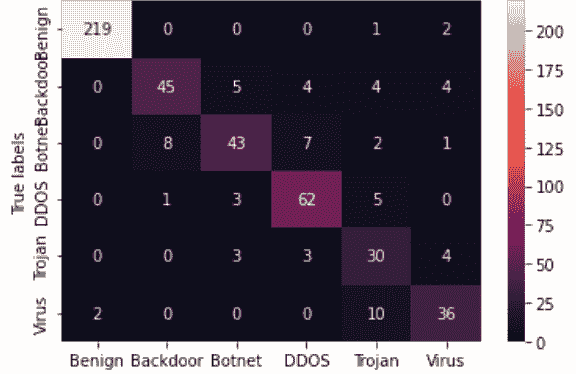 Benign 219 0 0 0 1 2
Backdoor 0 45 5 4 4 4
Botnet 0 8 43 7 2 1
DDOS 0 1 3 62 5 0
Trojan 0 0 3 3 30 4
Virus 2 0 0 0 10 36
True labels
Benign Backdoor Botnet DDOS Trojan Virus
200
175
150
125
100
75
50
25
0